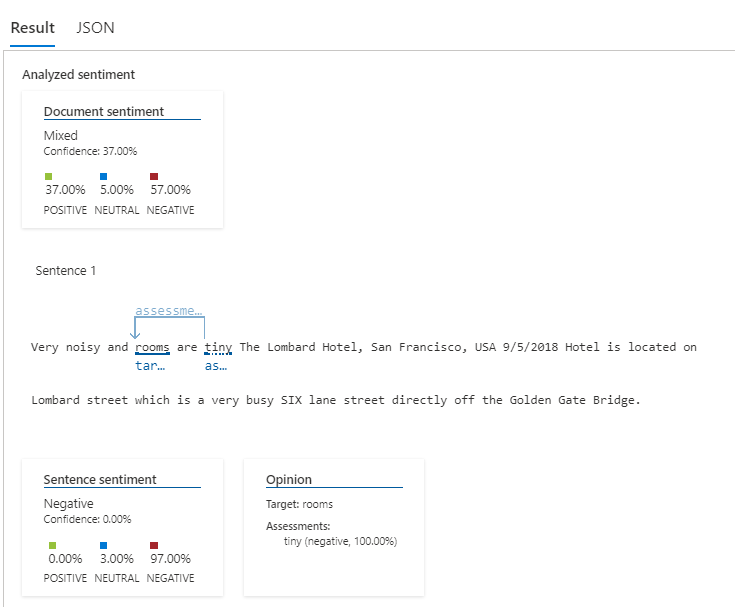 Result JSON
Analyzed sentiment
Document sentiment
Mixed
Confidence: 37.00%
37.00% 5.00% 57.00%
POSITIVE NEUTRAL NEGATIVE
Sentence 1
assessme...
Very noisy and rooms are tiny The Lombard Hotel, San Francisco, USA 9/5/2018 Hotel is located on
tar... as...
Lombard street which is a very busy SIX lane street directly off the Golden Gate Bridge.
Sentence sentiment
Negative
Confidence: 0.00%
0.00% 3.00% 97.00%
POSITIVE NEUTRAL NEGATIVE
Opinion
Target: rooms
Assessments:
tiny (negative, 100.00%)